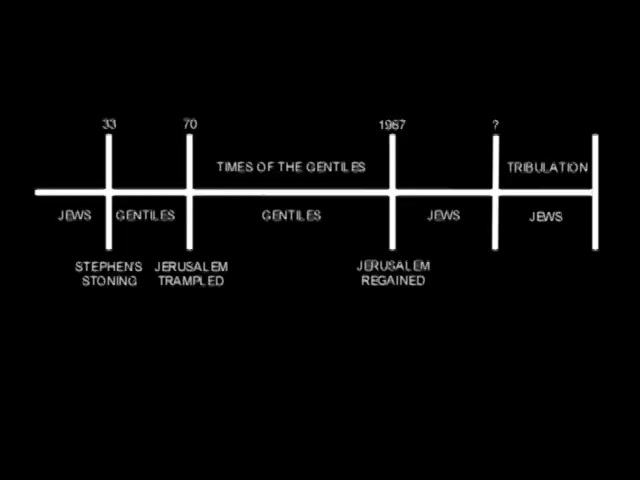 33 70 1967 ?
TIMES OF THE GENTILES TRIBULATION
JEWS GENTILES GENTILES JEWS JEWS
STEPHEN'S JERUSALEM JERUSALEM
STONING TRAMPLED REGAINED